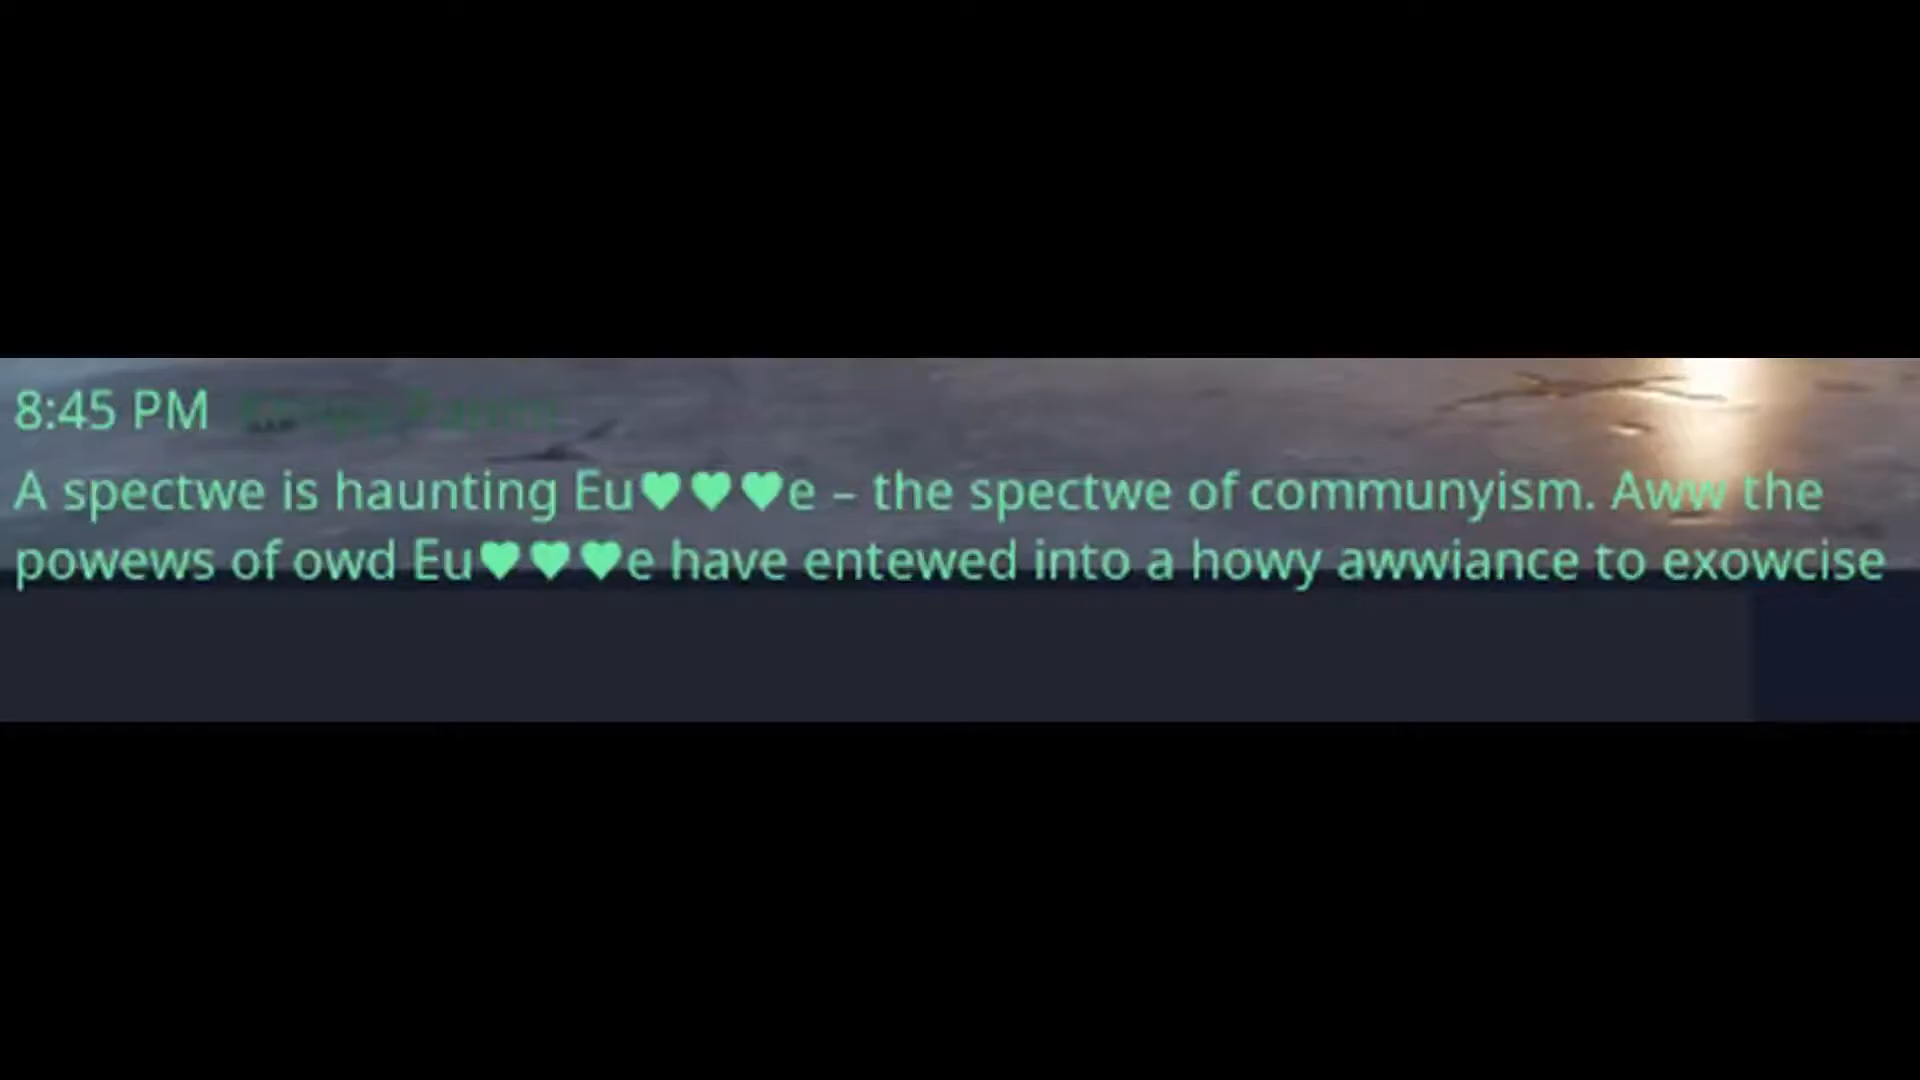 8:45 PM
A spectwe is haunting Eu♥♥♥e – the spectwe of communyism. Aww the
powews of owd Eu♥♥♥e have entewed into a howy awwiance to exowcise